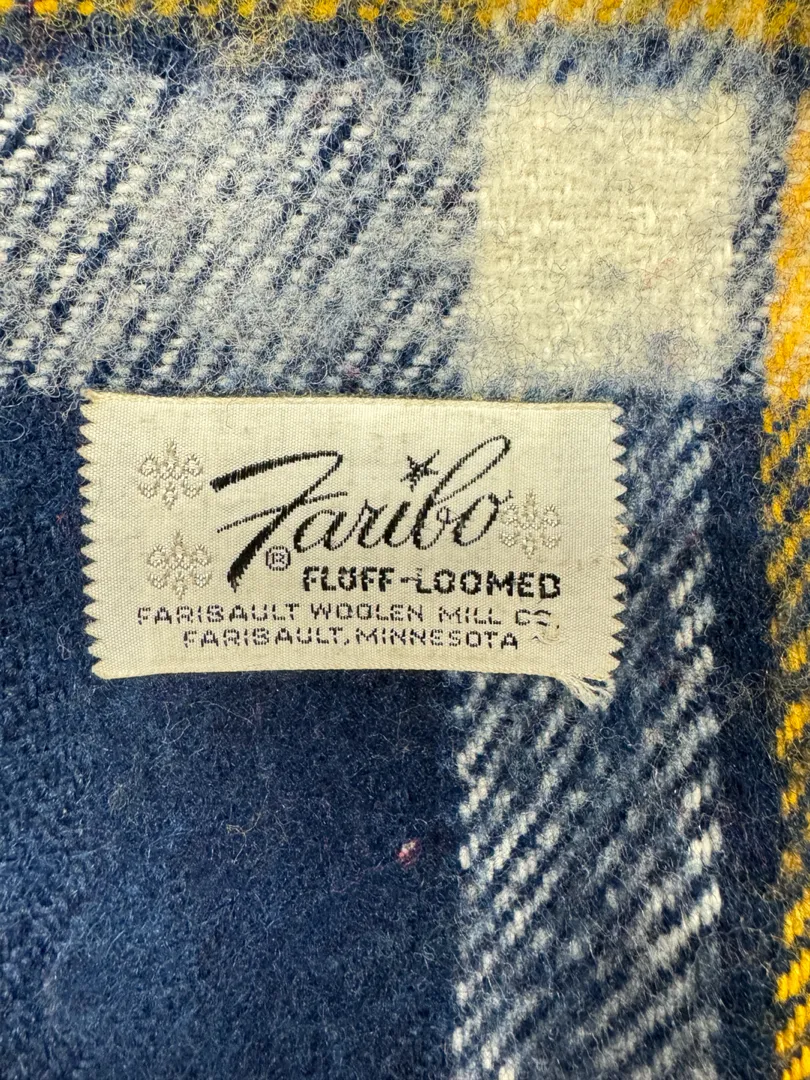 Faribo
® FLUFF-LOOMED
FARIBAULT WOOLEN MILL CO.
FARIBAULT, MINNESOTA